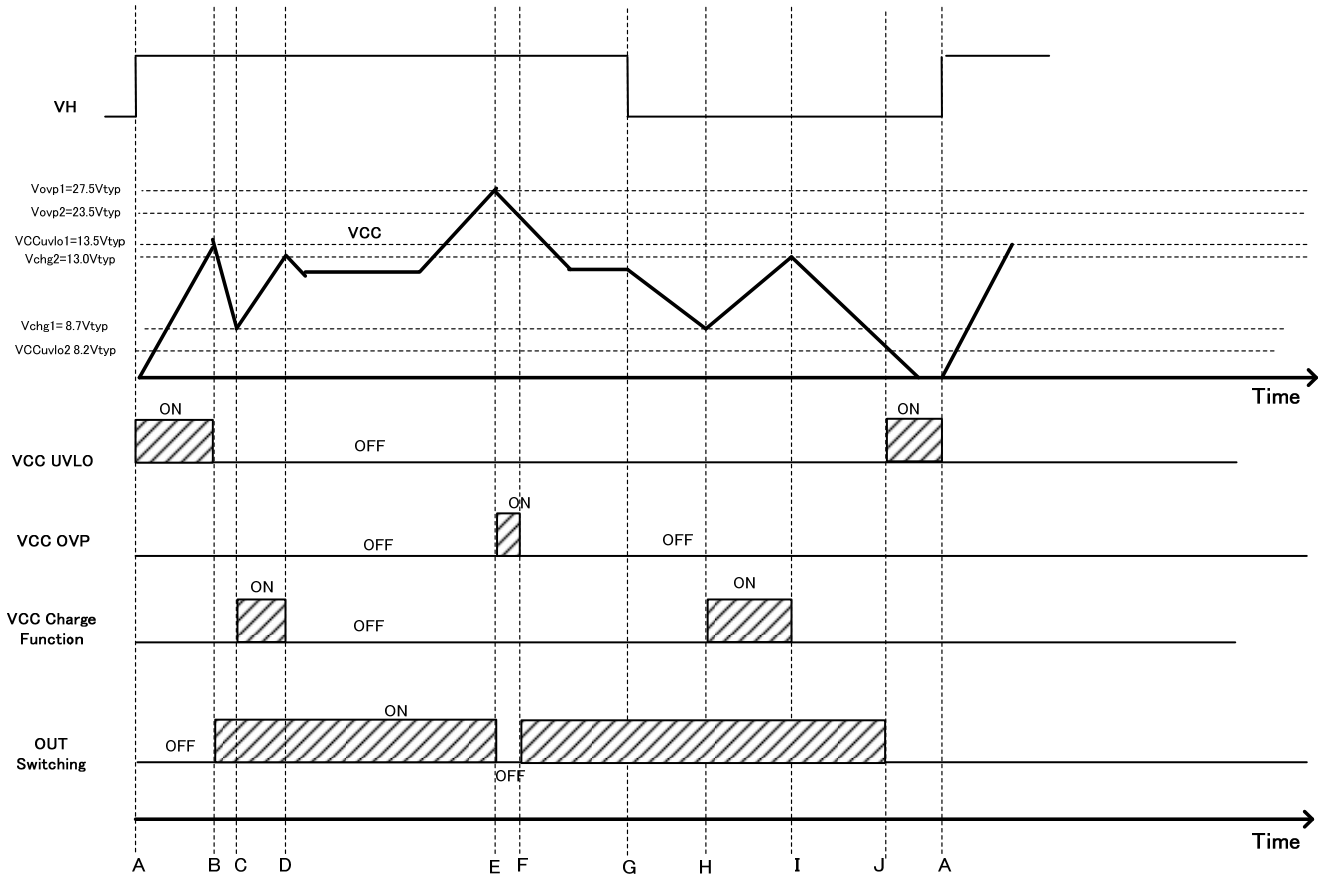 VH
Vovp1=27.5Vtyp
Vovp2=23.5Vtyp
VCCuvlo1=13.5Vtyp
Vchg2=13.0Vtyp
VCC
Vchg1= 8.7Vtyp
VCCuvlo2 8.2Vtyp
Time
ON
ON
VCC UVLO
OFF
ON
VCC OVP
OFF
OFF
ON
ON
VCC Charge
Function
OFF
ON
OUT
Switching
OFF
OFF
Time
A B C D E F G H I J A